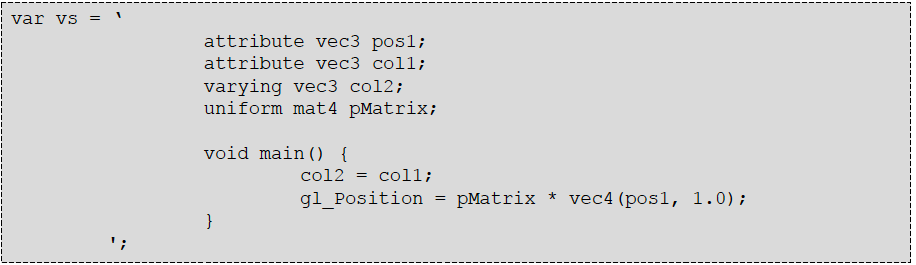 var vs = ‛
attribute vec3 pos1;
attribute vec3 col1;
varying vec3 col2;
uniform mat4 pMatrix;
void main() {
col2 = col1;
gl_Position = pMatrix * vec4(pos1, 1.0);
}
';